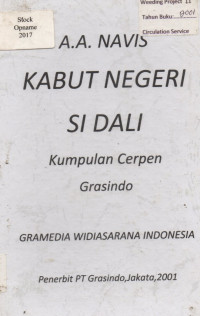 Weeding Project 11
Stock
Opname
2017
Tahun Buku: 2001
Circulation Service
A.A. NAVIS
KABUT NEGERI
SI DALI
Kumpulan Cerpen
Grasindo
GRAMEDIA WIDIASARANA INDONESIA
Penerbit PT Grasindo,Jakata,2001